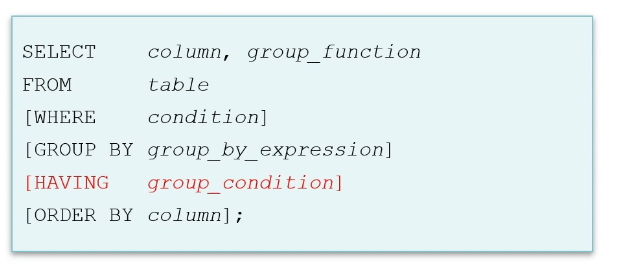 SELECT column, group_function
FROM table
[WHERE condition]
[GROUP BY group_by_expression]
[HAVING group_condition]
[ORDER BY column];